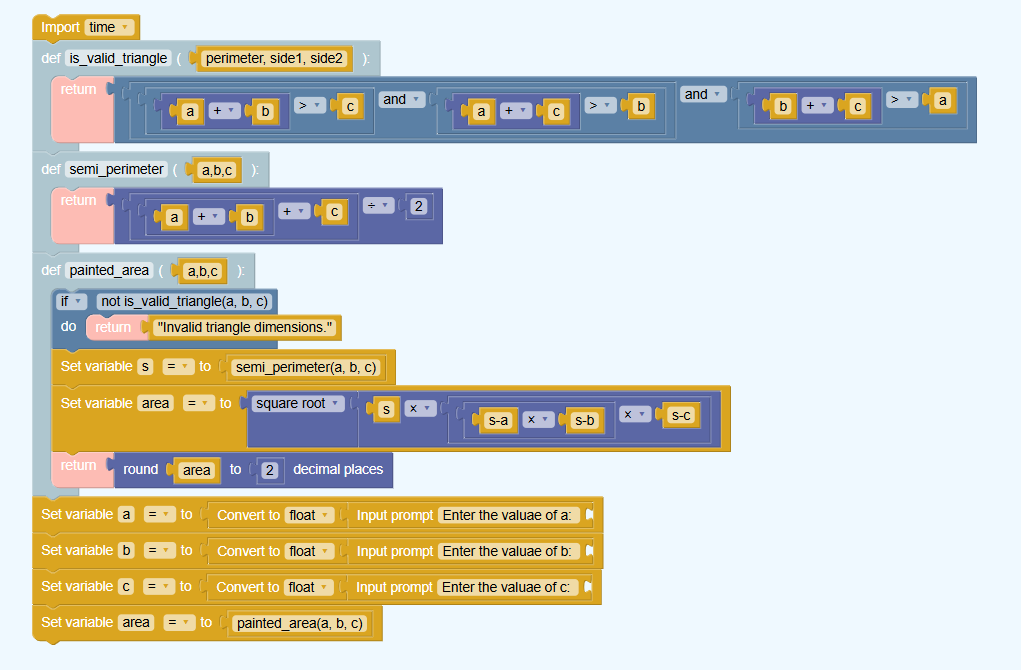 Import time
def is_valid_triangle ( perimeter, side1, side2 ):
return a + b > c and a + c > b and b + c > a
def semi_perimeter ( a,b,c ):
return a + b + c ÷ 2
def painted_area ( a,b,c ):
if not is_valid_triangle(a, b, c)
do return "Invalid triangle dimensions."
Set variable s = to semi_perimeter(a, b, c)
Set variable area = to square root s x s-a x s-b x s-c
return round area to 2 decimal places
Set variable a = to Convert to float Input prompt Enter the valuae of a:
Set variable b = to Convert to float Input prompt Enter the valuae of b:
Set variable c = to Convert to float Input prompt Enter the valuae of c:
Set variable area = to painted_area(a, b, c)